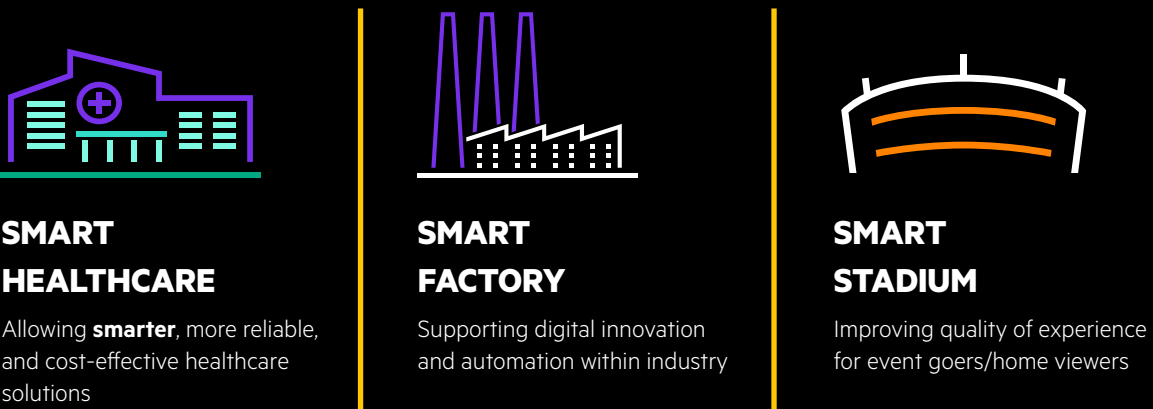 SMART
HEALTHCARE
Allowing smarter, more reliable,
and cost-effective healthcare
solutions
SMART
FACTORY
Supporting digital innovation
and automation within industry
SMART
STADIUM
Improving quality of experience
for event goers/home viewers